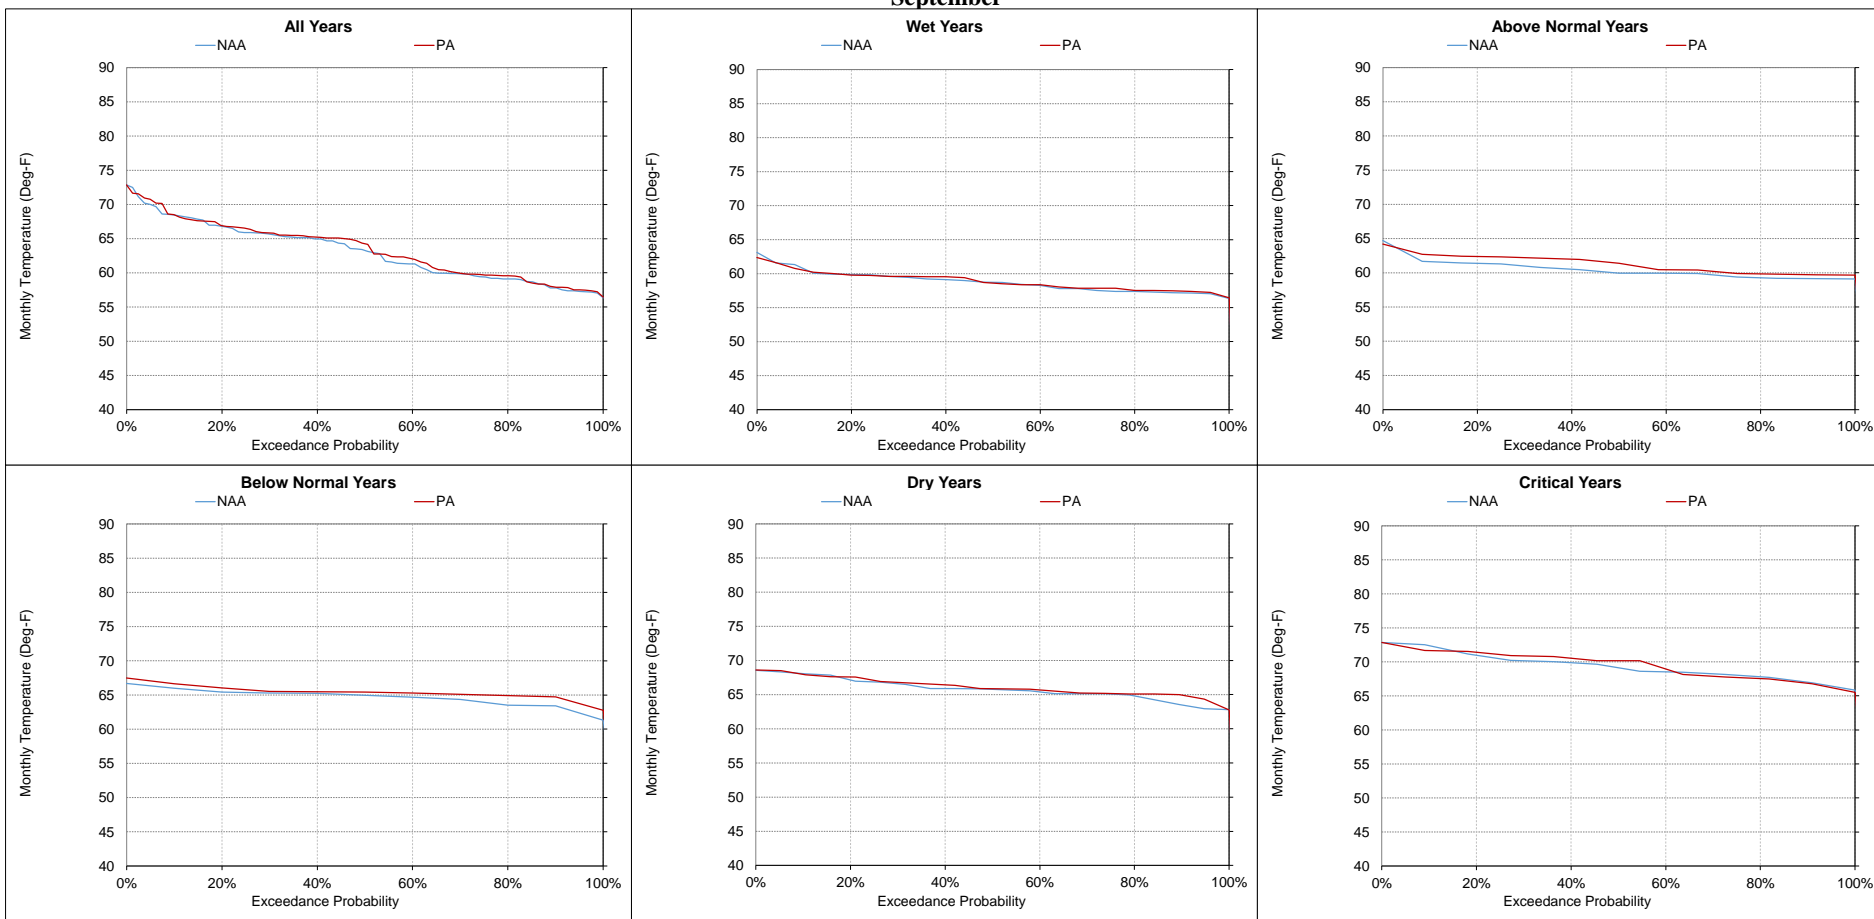 September
All Years
NAA PA
90
85
80
75
70
65
60
55
50
45
40
0% 20% 40% 60% 80% 100%
Monthly Temperature (Deg-F)
Exceedance Probability
Wet Years
NAA PA
90
85
80
75
70
65
60
55
50
45
40
0% 20% 40% 60% 80% 100%
Monthly Temperature (Deg-F)
Exceedance Probability
Above Normal Years
NAA PA
90
85
80
75
70
65
60
55
50
45
40
0% 20% 40% 60% 80% 100%
Monthly Temperature (Deg-F)
Exceedance Probability
Below Normal Years
NAA PA
90
85
80
75
70
65
60
55
50
45
40
0% 20% 40% 60% 80% 100%
Monthly Temperature (Deg-F)
Exceedance Probability
Dry Years
NAA PA
90
85
80
75
70
65
60
55
50
45
40
0% 20% 40% 60% 80% 100%
Monthly Temperature (Deg-F)
Exceedance Probability
Critical Years
NAA PA
90
85
80
75
70
65
60
55
50
45
40
0% 20% 40% 60% 80% 100%
Monthly Temperature (Deg-F)
Exceedance Probability